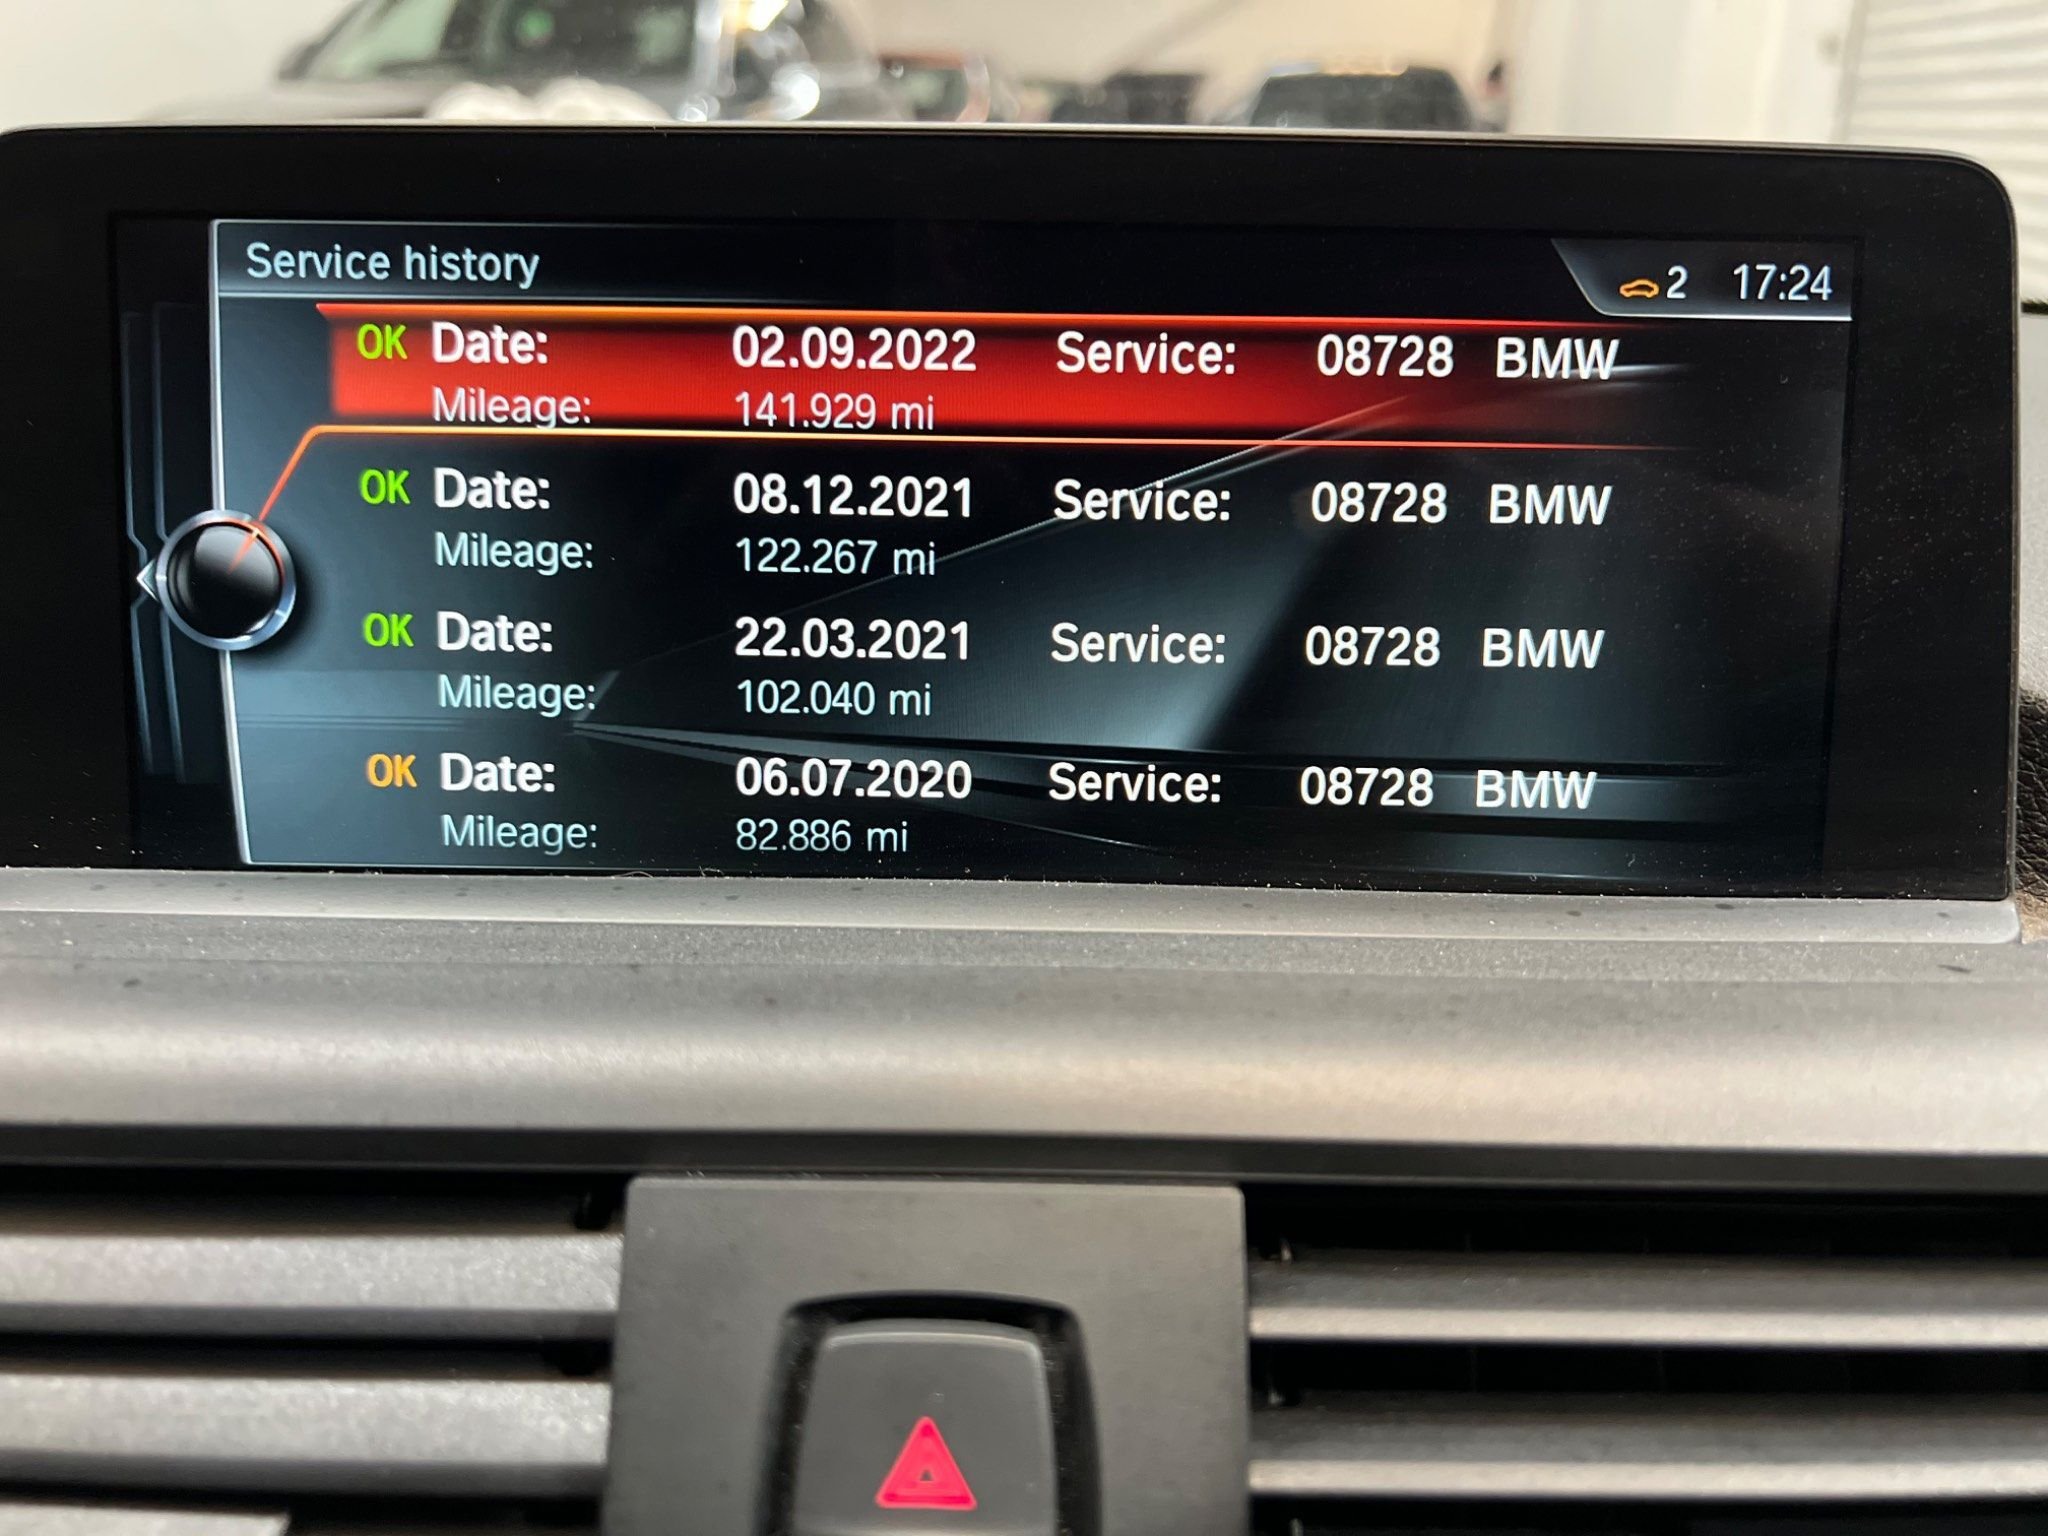 Service history
2 17:24
OK Date: 02.09.2022 Service: 08728 BMW
Mileage: 141.929 mi
OK Date: 08.12.2021 Service: 08728 BMW
Mileage: 122.267 mi
OK Date: 22.03.2021 Service: 08728 BMW
Mileage: 102.040 mi
OK Date: 06.07.2020 Service: 08728 BMW
Mileage: 82.886 mi